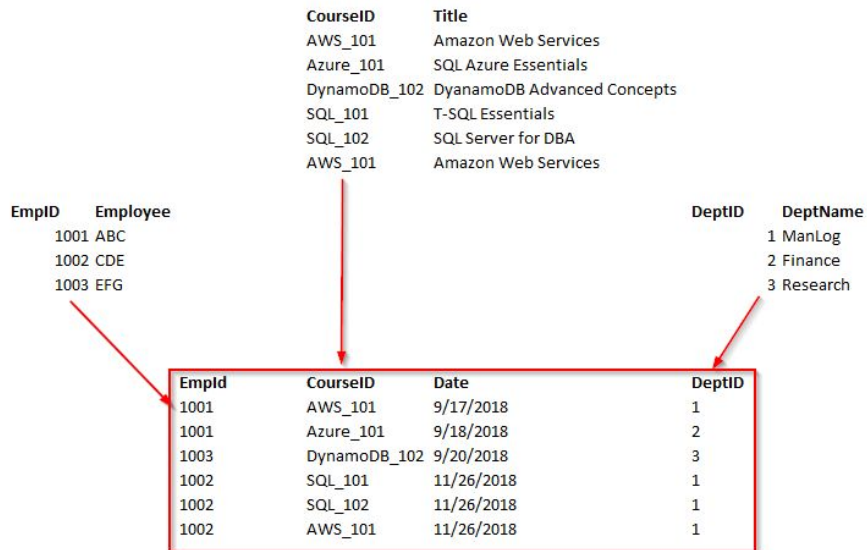 CourseID Title
AWS_101 Amazon Web Services
Azure_101 SQL Azure Essentials
DynamoDB_102 DyanamoDB Advanced Concepts
SQL_101 T-SQL Essentials
SQL_102 SQL Server for DBA
AWS_101 Amazon Web Services
EmpID Employee
1001 ABC
1002 CDE
1003 EFG
DeptID DeptName
1 ManLog
2 Finance
3 Research
EmpId CourseID Date DeptID
1001 AWS_101 9/17/2018 1
1001 Azure_101 9/18/2018 2
1003 DynamoDB_102 9/20/2018 3
1002 SQL_101 11/26/2018 1
1002 SQL_102 11/26/2018 1
1002 AWS_101 11/26/2018 1